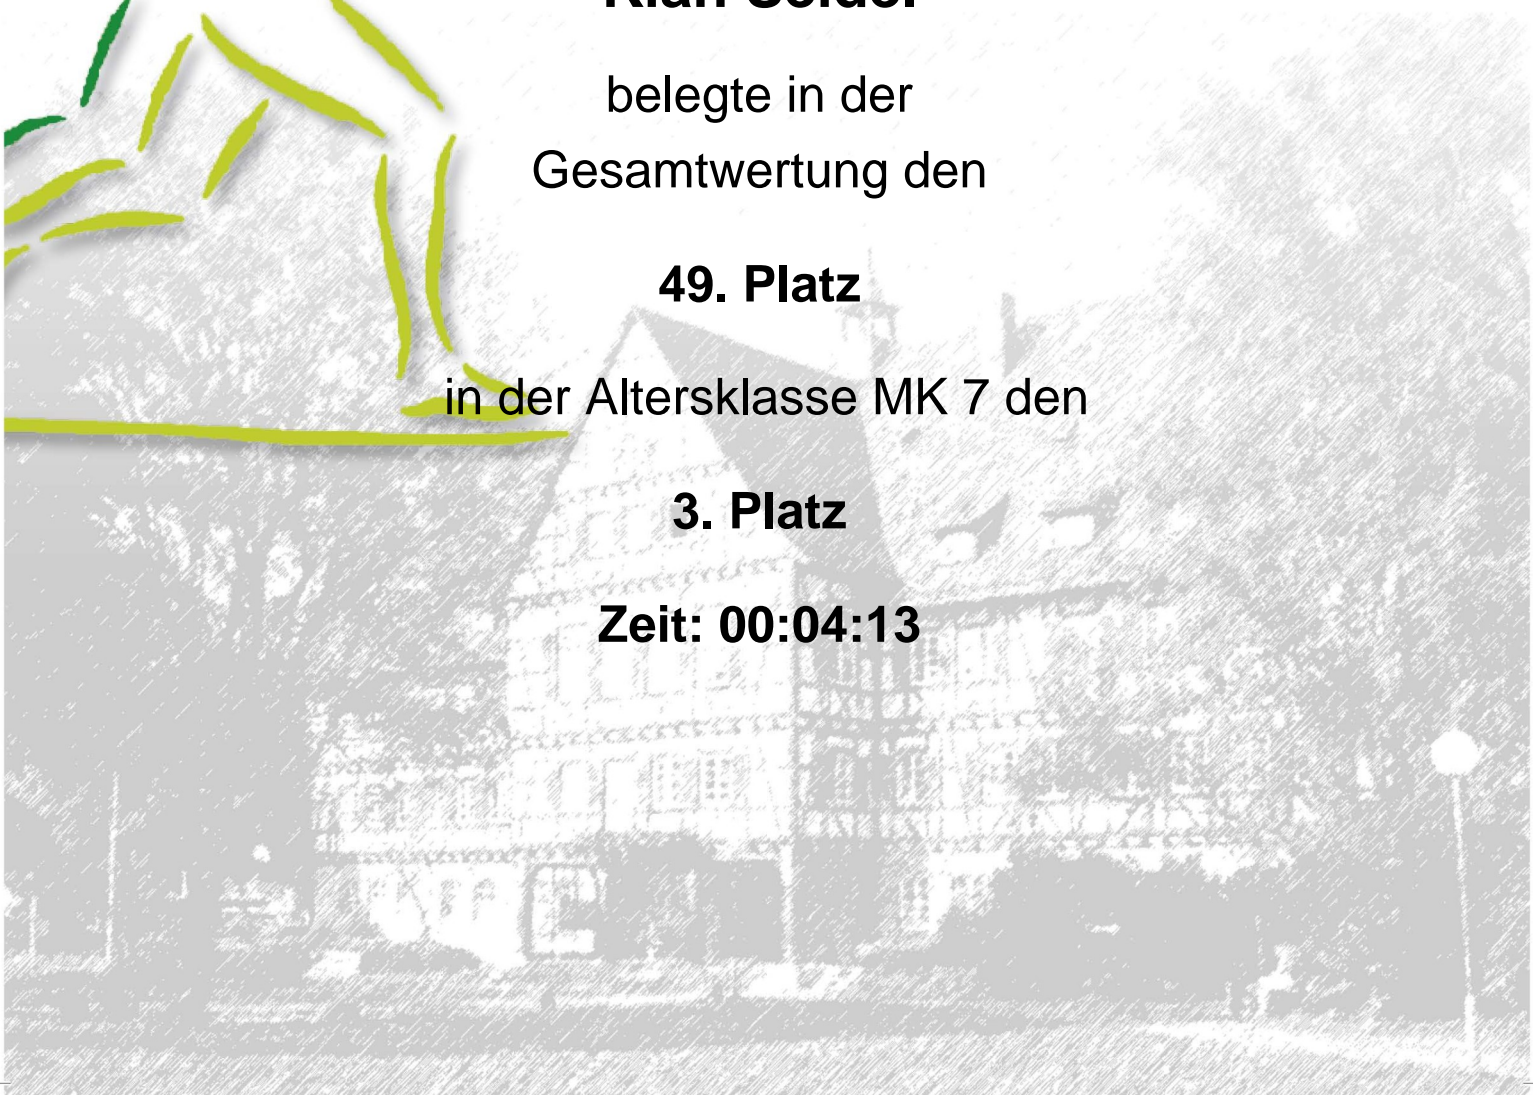 belegte in der
Gesamtwertung den
49. Platz
in der Altersklasse MK 7 den
3. Platz
Zeit: 00:04:13